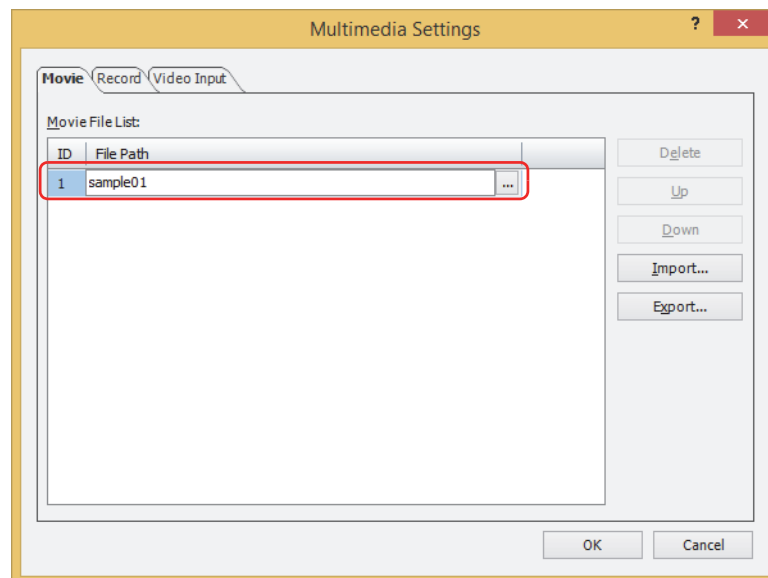 Multimedia Settings
? ×
Movie Record Video Input
Movie File List:
ID File Path
1 sample01 ...
Delete
Up
Down
Import...
Export...
OK Cancel